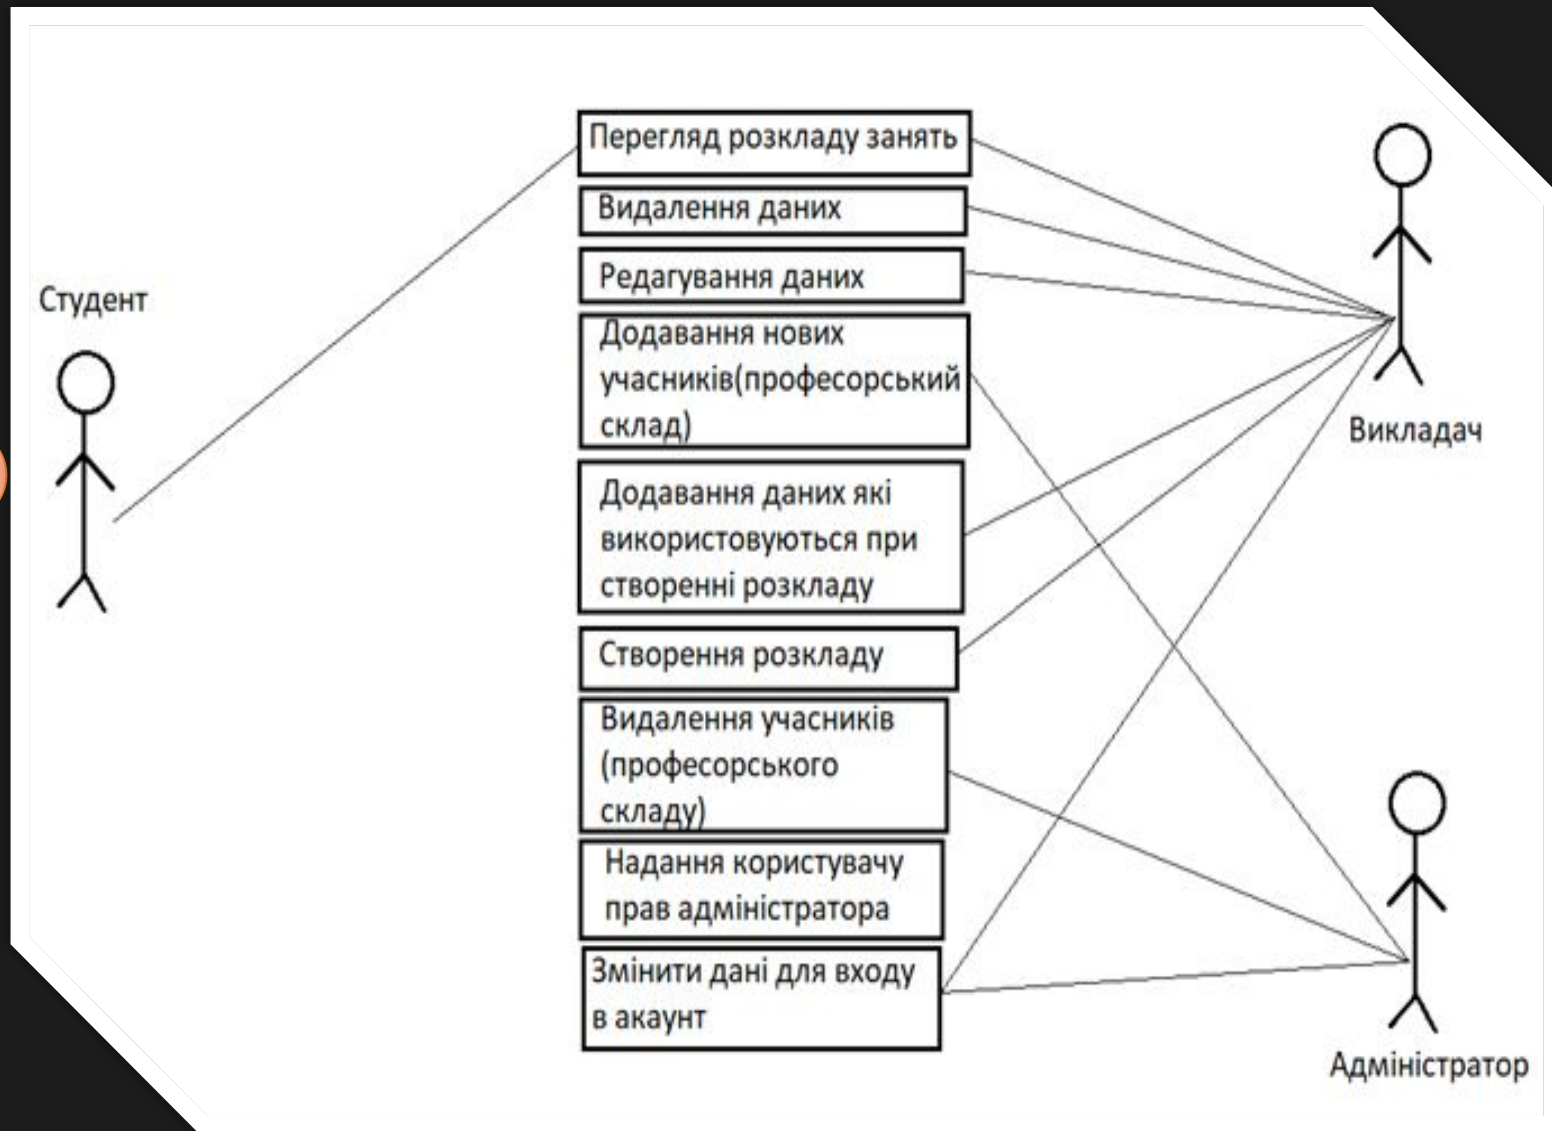 Перегляд розкладу занять
Видалення даних
Редагування даних
Студент
Додавання нових
учасників(професорський
склад)
Викладач
Додавання даних які
використовуються при
створенні розкладу
Створення розкладу
Видалення учасників
(професорського
складу)
Надання користувачу
прав адміністратора
Змінити дані для входу
в акаунт
Адміністратор